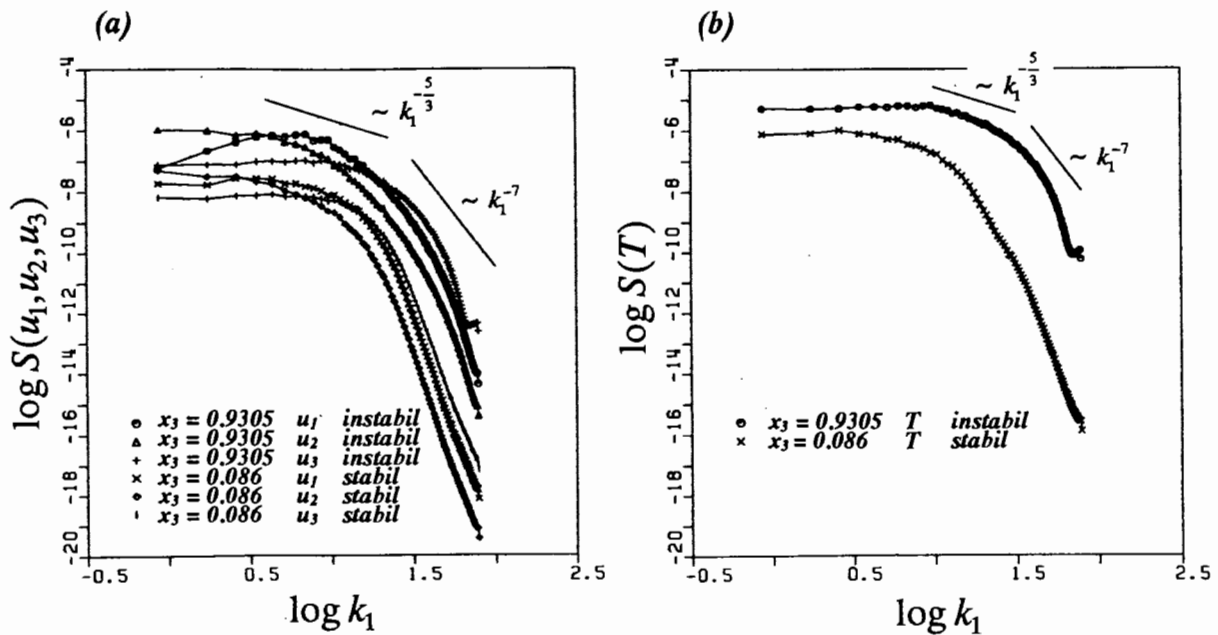 (a)
(b)
~ k₁^-5/3
~ k₁^-7
log S(u₁,u₂,u₃)
-4
-6
-8
-10
-12
-14
-16
-18
-20
x₃ = 0.9305 u₁ instabil
x₃ = 0.9305 u₂ instabil
x₃ = 0.9305 u₃ instabil
x₃ = 0.086 u₁ stabil
x₃ = 0.086 u₂ stabil
x₃ = 0.086 u₃ stabil
-0.5 0.5 1.5 2.5
log k₁
~ k₁^-5/3
~ k₁^-7
log S(T)
-4
-6
-8
-10
-12
-14
-16
-18
-20
x₃ = 0.9305 T instabil
x₃ = 0.086 T stabil
-0.5 0.5 1.5 2.5
log k₁